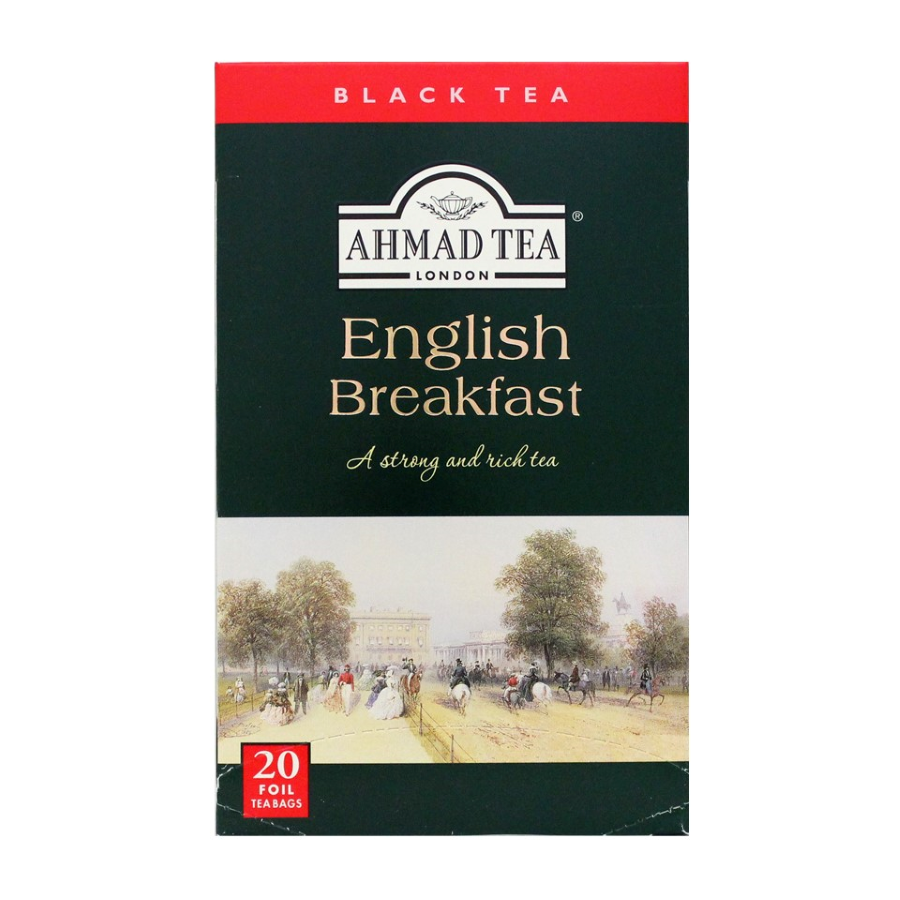 BLACK TEA
AHMAD TEA®
LONDON
English
Breakfast
A strong and rich tea
20
FOIL
TEABAGS